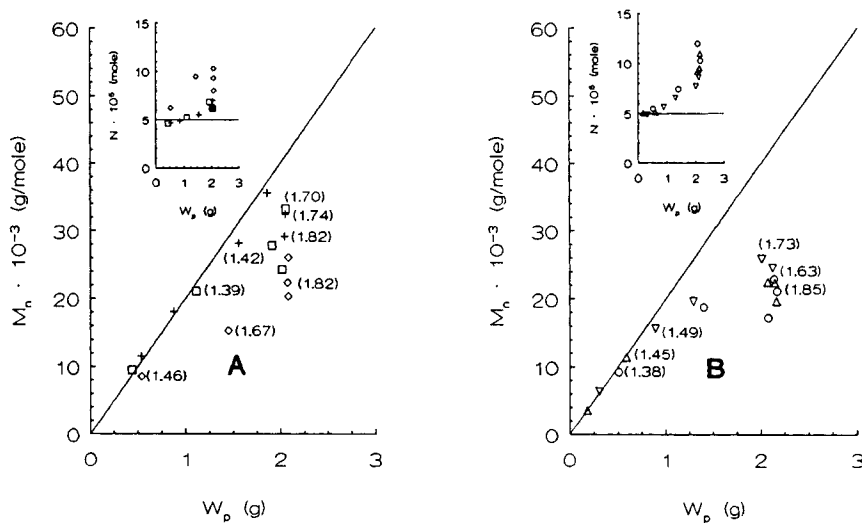 N · 10⁶ (mole)
15
10
5
0
0 1 2 3
Wₚ (g)
Mₙ · 10⁻³ (g/mole)
60
50
40
30
20
10
0
(1.70)
(1.74)
(1.82)
(1.42)
(1.39)
(1.82)
(1.67)
(1.46)
A
0 1 2 3
Wₚ (g)
N · 10⁶ (mole)
15
10
5
0
0 1 2 3
Wₚ (g)
Mₙ · 10⁻³ (g/mole)
60
50
40
30
20
10
0
(1.73)
(1.63)
(1.85)
(1.49)
(1.45)
(1.38)
B
0 1 2 3
Wₚ (g)